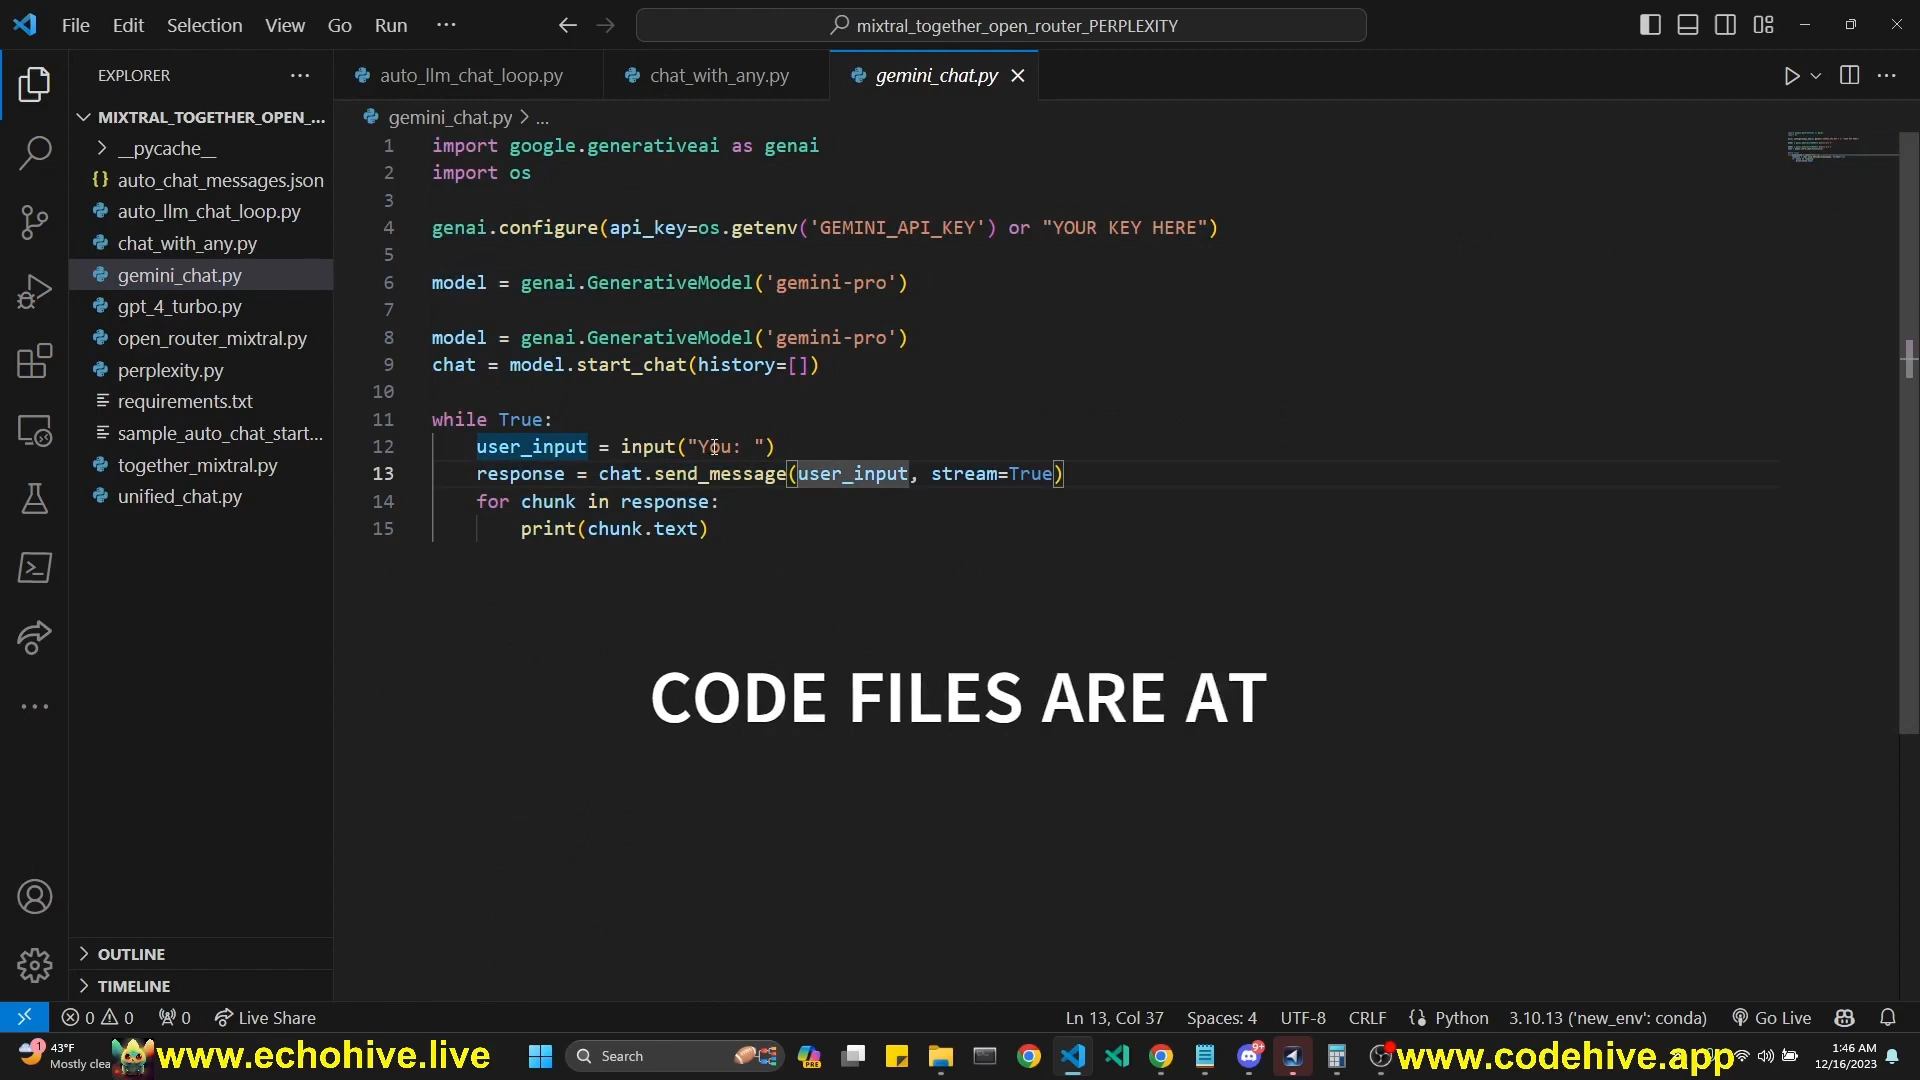 File Edit Selection View Go Run ···
mixtral_together_open_router_PERPLEXITY
EXPLORER
auto_llm_chat_loop.py
chat_with_any.py
gemini_chat.py
gemini_chat.py > ...
MIXTRAL_TOGETHER_OPEN_...
__pycache__
{} auto_chat_messages.json
auto_llm_chat_loop.py
chat_with_any.py
gemini_chat.py
gpt_4_turbo.py
open_router_mixtral.py
perplexity.py
requirements.txt
sample_auto_chat_start...
together_mixtral.py
unified_chat.py
OUTLINE
TIMELINE
1 import google.generativeai as genai
2 import os
3
4 genai.configure(api_key=os.getenv('GEMINI_API_KEY') or "YOUR KEY HERE")
5
6 model = genai.GenerativeModel('gemini-pro')
7
8 model = genai.GenerativeModel('gemini-pro')
9 chat = model.start_chat(history=[])
10
11 while True:
12 user_input = input("You: ")
13 response = chat.send_message(user_input, stream=True)
14 for chunk in response:
15 print(chunk.text)
CODE FILES ARE AT
0 0 0 Live Share
Ln 13, Col 37 Spaces: 4 UTF-8 CRLF {} Python 3.10.13 ('new_env': conda) Go Live
1
43°F
Mostly clea
www.echohive.live
Search
PRE
9+
www.codehive.app
1:46 AM
12/16/2023